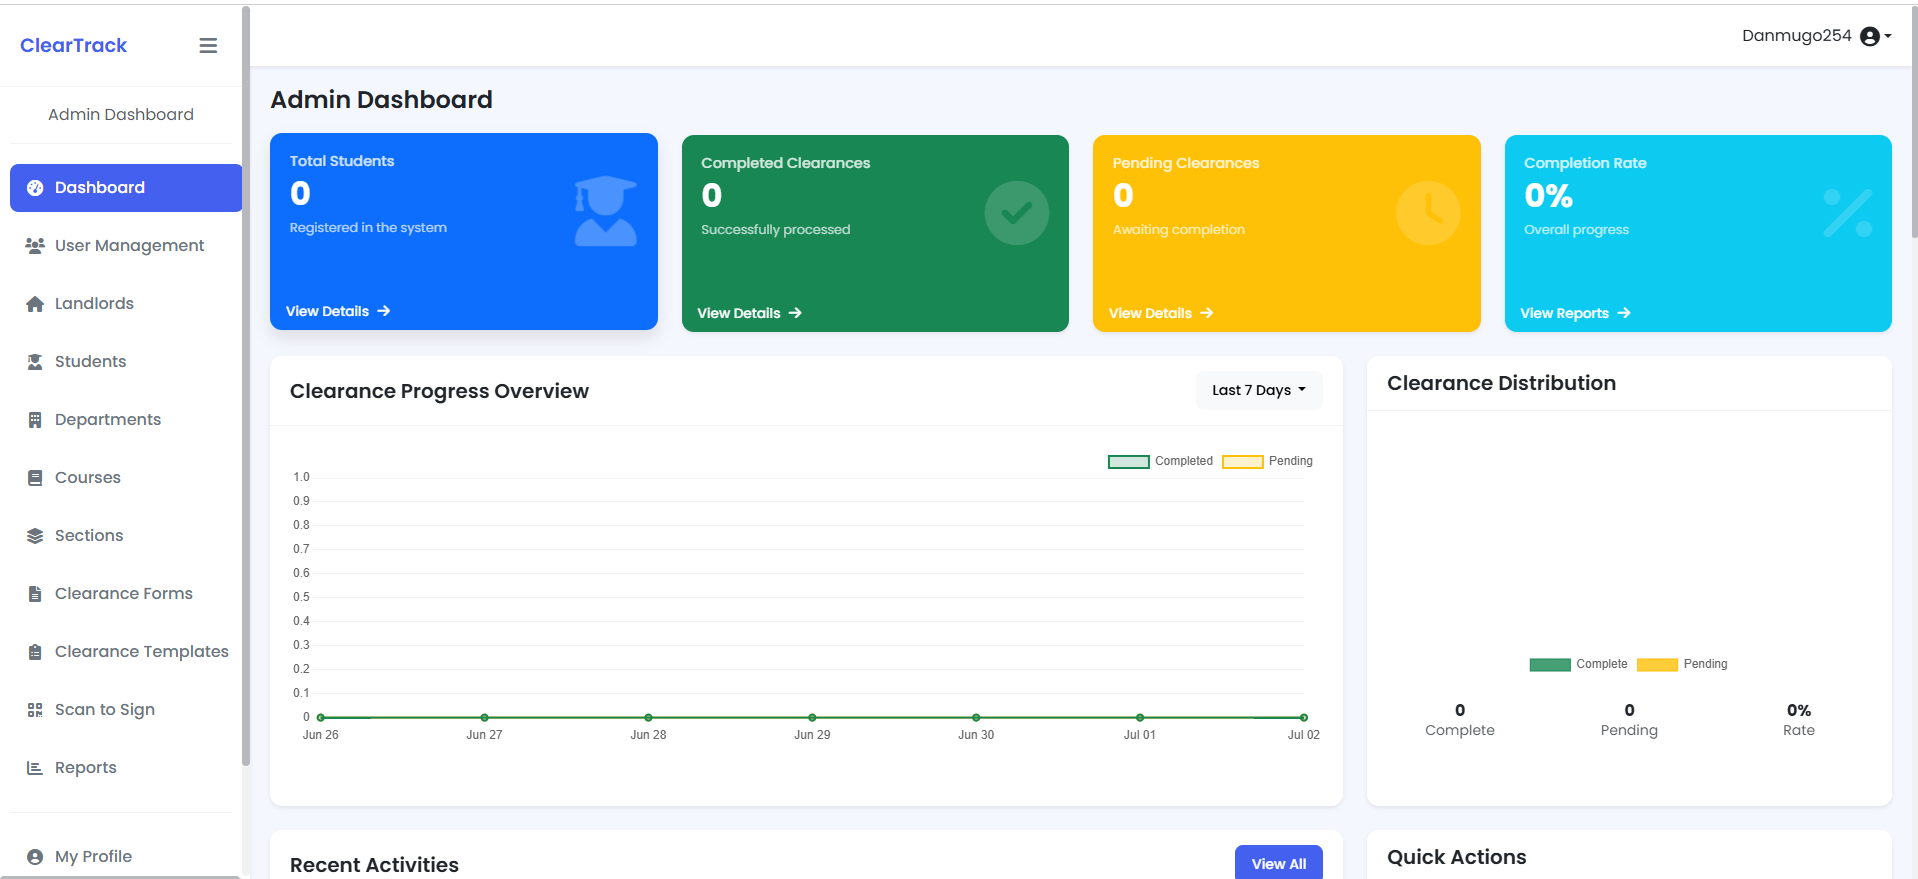 ClearTrack
Danmugo254
Admin Dashboard
Dashboard
User Management
Landlords
Students
Departments
Courses
Sections
Clearance Forms
Clearance Templates
Scan to Sign
Reports
My Profile
Admin Dashboard
Total Students
0
Registered in the system
View Details
Completed Clearances
0
Successfully processed
View Details
Pending Clearances
0
Awaiting completion
View Details
Completion Rate
0%
Overall progress
View Reports
Clearance Progress Overview
Last 7 Days
Completed Pending
1.0
0.9
0.8
0.7
0.6
0.5
0.4
0.3
0.2
0.1
0
Jun 26 Jun 27 Jun 28 Jun 29 Jun 30 Jul 01 Jul 02
Clearance Distribution
Complete Pending
0 0 0%
Complete Pending Rate
Recent Activities
View All
Quick Actions